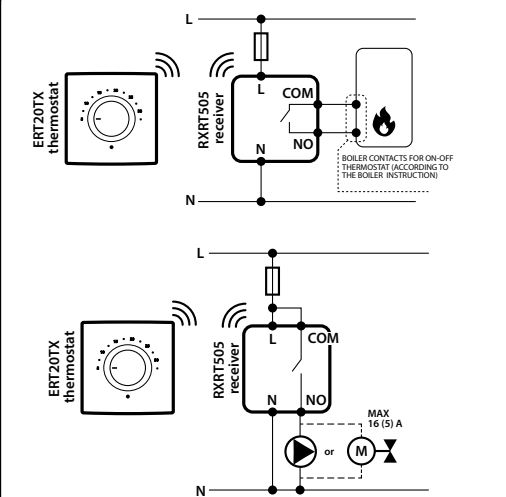 L
ERT20TX
thermostat
RXRT505
receiver
L
COM
NO
N
BOILER CONTACTS FOR ON-OFF
THERMOSTAT (ACCORDING TO
THE BOILER INSTRUCTION)
N
L
ERT20TX
thermostat
RXRT505
receiver
L
COM
N
NO
MAX
16 (5) A
or
M
N